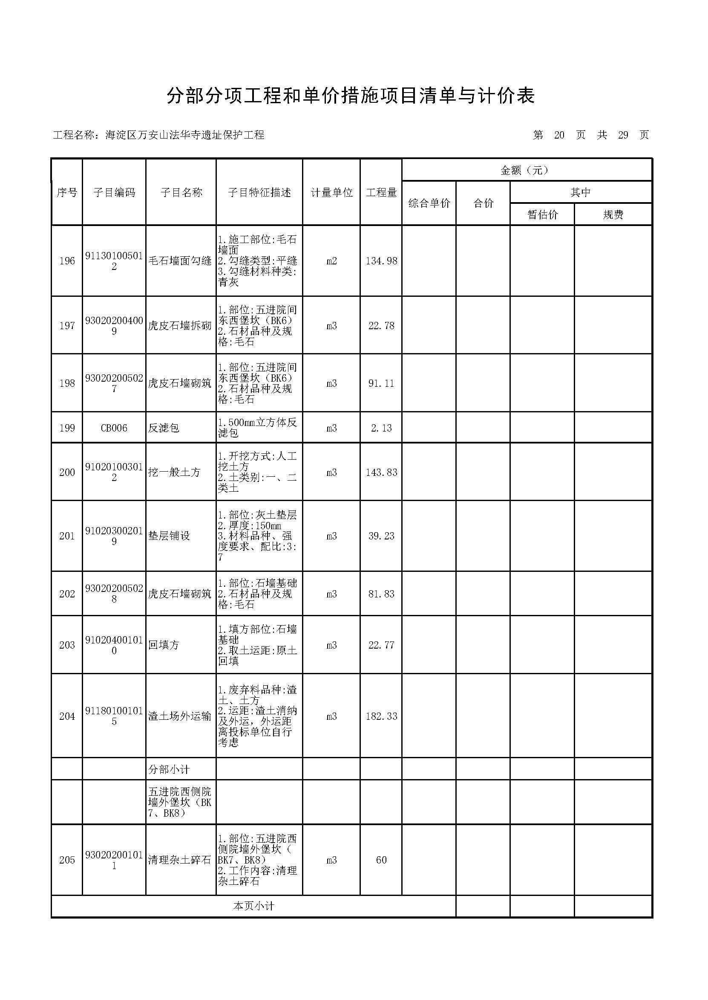 分部分项工程和单价措施项目清单与计价表
工程名称：海淀区万安山法华寺遗址保护工程
第 20 页 共 29 页
序号
子目编码
子目名称
子目特征描述
计量单位
工程量
金额（元）
综合单价
合价
其中
暂估价
规费
196
91130100501
2
毛石墙面勾缝
1.施工部位:毛石
墙面
2.勾缝类型:平缝
3.勾缝材料种类:
青灰
m2
134.98
197
93020200400
9
虎皮石墙拆砌
1.部位:五进院间
东西堡坎（BK6）
2.石材品种及规
格:毛石
m3
22.78
198
93020200502
7
虎皮石墙砌筑
1.部位:五进院间
东西堡坎（BK6）
2.石材品种及规
格:毛石
m3
91.11
199
CB006
反滤包
1.500mm立方体反
滤包
m3
2.13
200
91020100301
2
挖一般土方
1.开挖方式:人工
挖土方
2.土类别:一、二
类土
m3
143.83
201
91020300201
9
垫层铺设
1.部位:灰土垫层
2.厚度:150mm
3.材料品种、强
度要求、配比:3:
7
m3
39.23
202
93020200502
8
虎皮石墙砌筑
1.部位:石墙基础
2.石材品种及规
格:毛石
m3
81.83
203
91020400101
0
回填方
1.填方部位:石墙
基础
2.取土运距:原土
回填
m3
22.77
204
91180100101
5
渣土场外运输
1.废弃料品种:渣
土、土方
2.运距:渣土消纳
及外运，外运距
离投标单位自行
考虑
m3
182.33
分部小计
五进院西侧院
墙外堡坎（BK
7、BK8）
205
93020200101
1
清理杂土碎石
1.部位:五进院西
侧院墙外堡坎（
BK7、BK8）
2.工作内容:清理
杂土碎石
m3
60
本页小计